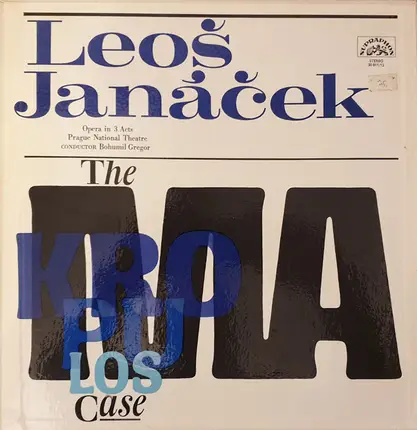 Leoš
Janáček
SUPRAPHON
STEREO
Opera in 3 Acts
Prague National Theatre
CONDUCTOR Bohumil Gregor
The
MA
KRO
PU
LOS
Case